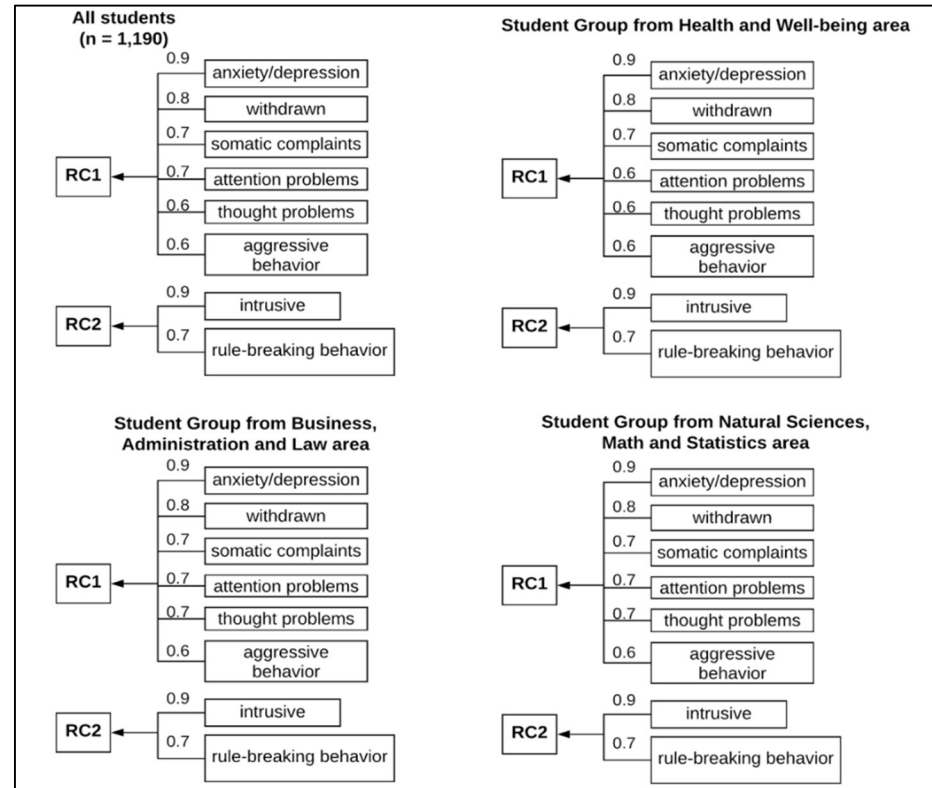 All students
(n = 1,190)
0.9
anxiety/depression
0.8
withdrawn
0.7
somatic complaints
RC1
0.7
attention problems
0.6
thought problems
0.6
aggressive
behavior
0.9
intrusive
RC2
0.7
rule-breaking behavior
Student Group from Health and Well-being area
0.9
anxiety/depression
0.8
withdrawn
0.7
somatic complaints
RC1
0.6
attention problems
0.6
thought problems
0.6
aggressive
behavior
0.9
intrusive
RC2
0.7
rule-breaking behavior
Student Group from Business,
Administration and Law area
0.9
anxiety/depression
0.8
withdrawn
0.7
somatic complaints
RC1
0.7
attention problems
0.7
thought problems
0.6
aggressive
behavior
0.9
intrusive
RC2
0.7
rule-breaking behavior
Student Group from Natural Sciences,
Math and Statistics area
0.9
anxiety/depression
0.8
withdrawn
0.7
somatic complaints
RC1
0.7
attention problems
0.7
thought problems
0.6
aggressive
behavior
0.9
intrusive
RC2
0.7
rule-breaking behavior